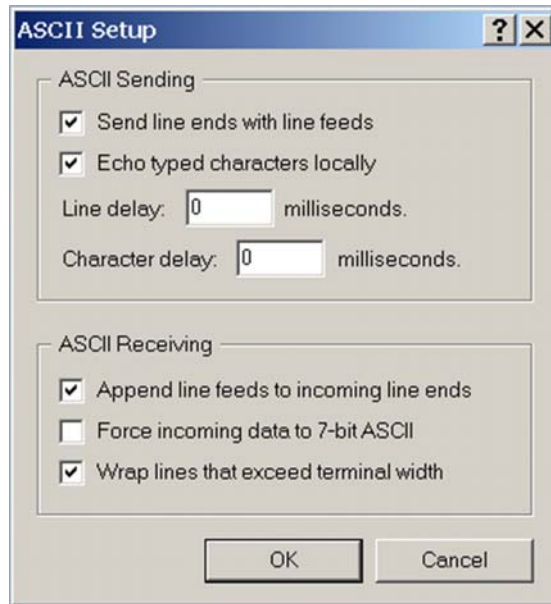 ASCII Setup
ASCII Sending
Send line ends with line feeds
Echo typed characters locally
Line delay: 0 milliseconds.
Character delay: 0 milliseconds.
ASCII Receiving
Append line feeds to incoming line ends
Force incoming data to 7-bit ASCII
Wrap lines that exceed terminal width
OK Cancel